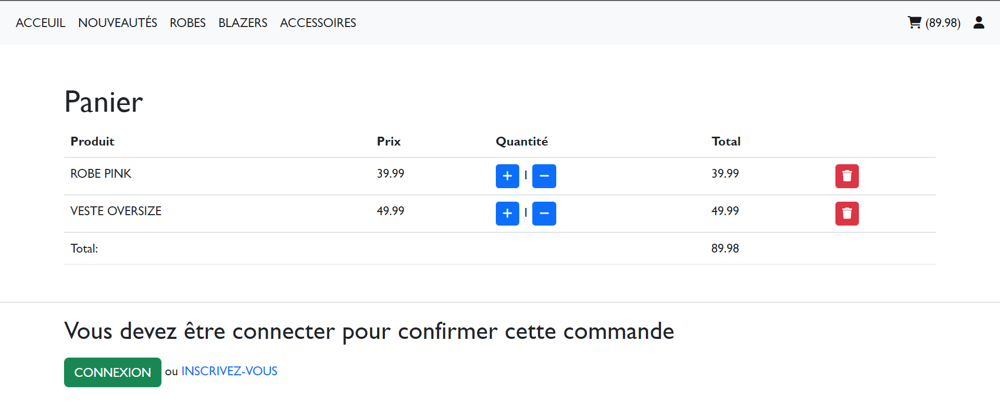 ACCEUIL NOUVEAUTÉS ROBES BLAZERS ACCESSOIRES (89.98)
Panier
Produit Prix Quantité Total
ROBE PINK 39.99 + 1 − 39.99
VESTE OVERSIZE 49.99 + 1 − 49.99
Total: 89.98
Vous devez être connecter pour confirmer cette commande
CONNEXION ou INSCRIVEZ-VOUS